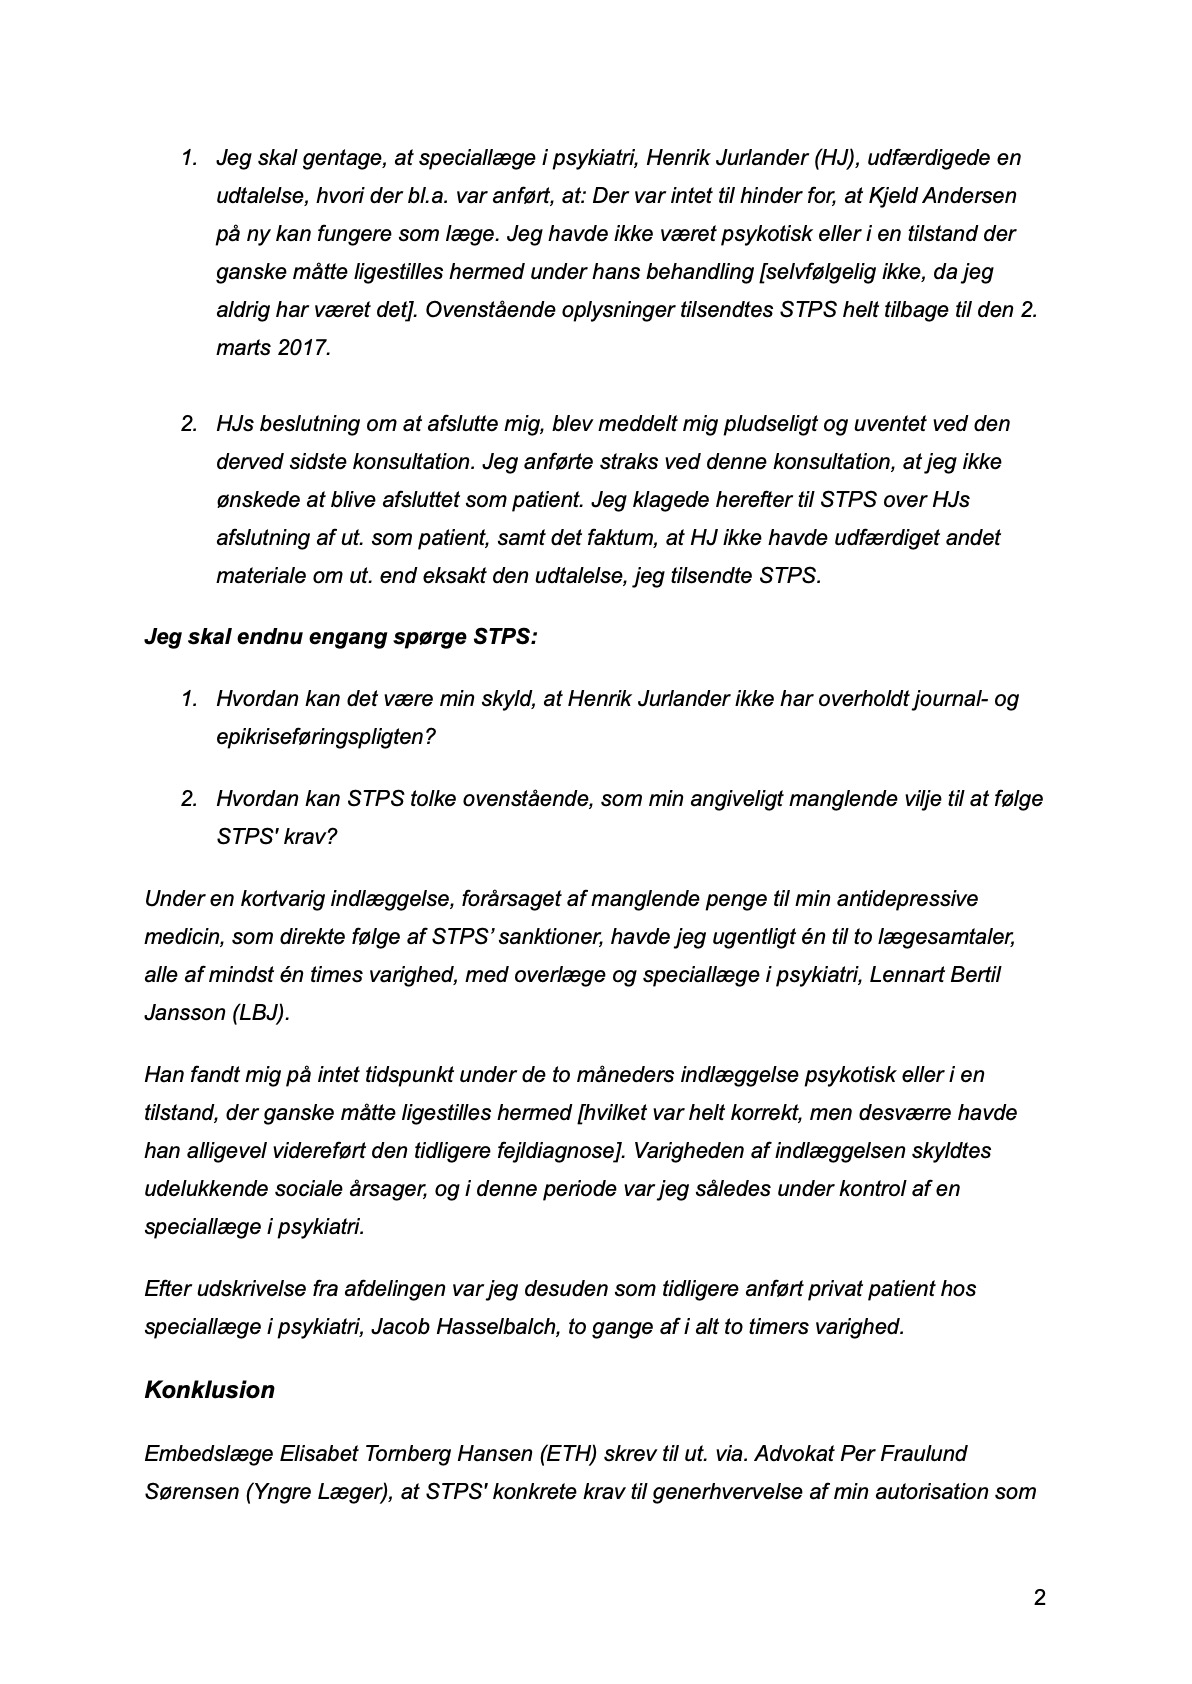 1. Jeg skal gentage, at speciallæge i psykiatri, Henrik Jurlander (HJ), udfærdigede en
udtalelse, hvori der bl.a. var anført, at: Der var intet til hinder for, at Kjeld Andersen
på ny kan fungere som læge. Jeg havde ikke været psykotisk eller i en tilstand der
ganske måtte ligestilles hermed under hans behandling [selvfølgelig ikke, da jeg
aldrig har været det]. Ovenstående oplysninger tilsendtes STPS helt tilbage til den 2.
marts 2017.
2. HJs beslutning om at afslutte mig, blev meddelt mig pludseligt og uventet ved den
derved sidste konsultation. Jeg anførte straks ved denne konsultation, at jeg ikke
ønskede at blive afsluttet som patient. Jeg klagede herefter til STPS over HJs
afslutning af ut. som patient, samt det faktum, at HJ ikke havde udfærdiget andet
materiale om ut. end eksakt den udtalelse, jeg tilsendte STPS.
Jeg skal endnu engang spørge STPS:
1. Hvordan kan det være min skyld, at Henrik Jurlander ikke har overholdt journal- og
epikriseføringspligten?
2. Hvordan kan STPS tolke ovenstående, som min angiveligt manglende vilje til at følge
STPS' krav?
Under en kortvarig indlæggelse, forårsaget af manglende penge til min antidepressive
medicin, som direkte følge af STPS’ sanktioner, havde jeg ugentligt én til to lægesamtaler,
alle af mindst én times varighed, med overlæge og speciallæge i psykiatri, Lennart Bertil
Jansson (LBJ).
Han fandt mig på intet tidspunkt under de to måneders indlæggelse psykotisk eller i en
tilstand, der ganske måtte ligestilles hermed [hvilket var helt korrekt, men desværre havde
han alligevel videreført den tidligere fejldiagnose]. Varigheden af indlæggelsen skyldtes
udelukkende sociale årsager, og i denne periode var jeg således under kontrol af en
speciallæge i psykiatri.
Efter udskrivelse fra afdelingen var jeg desuden som tidligere anført privat patient hos
speciallæge i psykiatri, Jacob Hasselbalch, to gange af i alt to timers varighed.
Konklusion
Embedslæge Elisabet Tornberg Hansen (ETH) skrev til ut. via. Advokat Per Fraulund
Sørensen (Yngre Læger), at STPS' konkrete krav til generhvervelse af min autorisation som
2